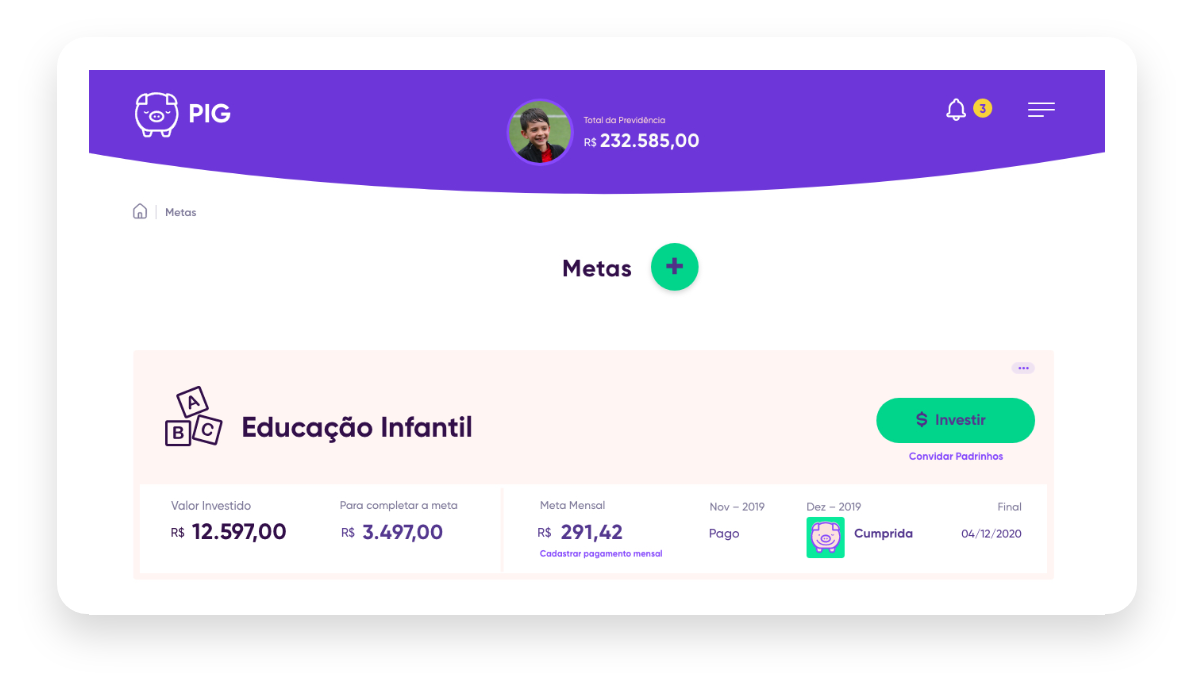 PIG
Total da Previdência
R$ 232.585,00
3
Metas
Metas +
A
B C
Educação Infantil
$ Investir
Convidar Padrinhos
Valor Investido
R$ 12.597,00
Para completar a meta
R$ 3.497,00
Meta Mensal
R$ 291,42
Cadastrar pagamento mensal
Nov – 2019
Pago
Dez – 2019
Cumprida
Final
04/12/2020